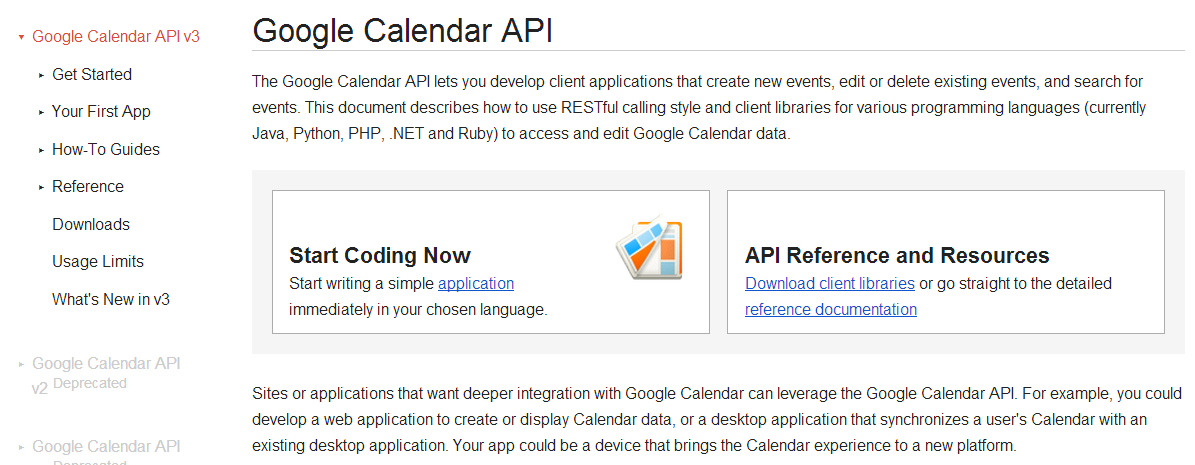 Google Calendar API v3
Get Started
Your First App
How-To Guides
Reference
Downloads
Usage Limits
What's New in v3
Google Calendar API
v2 Deprecated
Google Calendar API
Deprecated
Google Calendar API
The Google Calendar API lets you develop client applications that create new events, edit or delete existing events, and search for
events. This document describes how to use RESTful calling style and client libraries for various programming languages (currently
Java, Python, PHP, .NET and Ruby) to access and edit Google Calendar data.
Start Coding Now
Start writing a simple application
immediately in your chosen language.
API Reference and Resources
Download client libraries or go straight to the detailed
reference documentation
Sites or applications that want deeper integration with Google Calendar can leverage the Google Calendar API. For example, you could
develop a web application to create or display Calendar data, or a desktop application that synchronizes a user's Calendar with an
existing desktop application. Your app could be a device that brings the Calendar experience to a new platform.